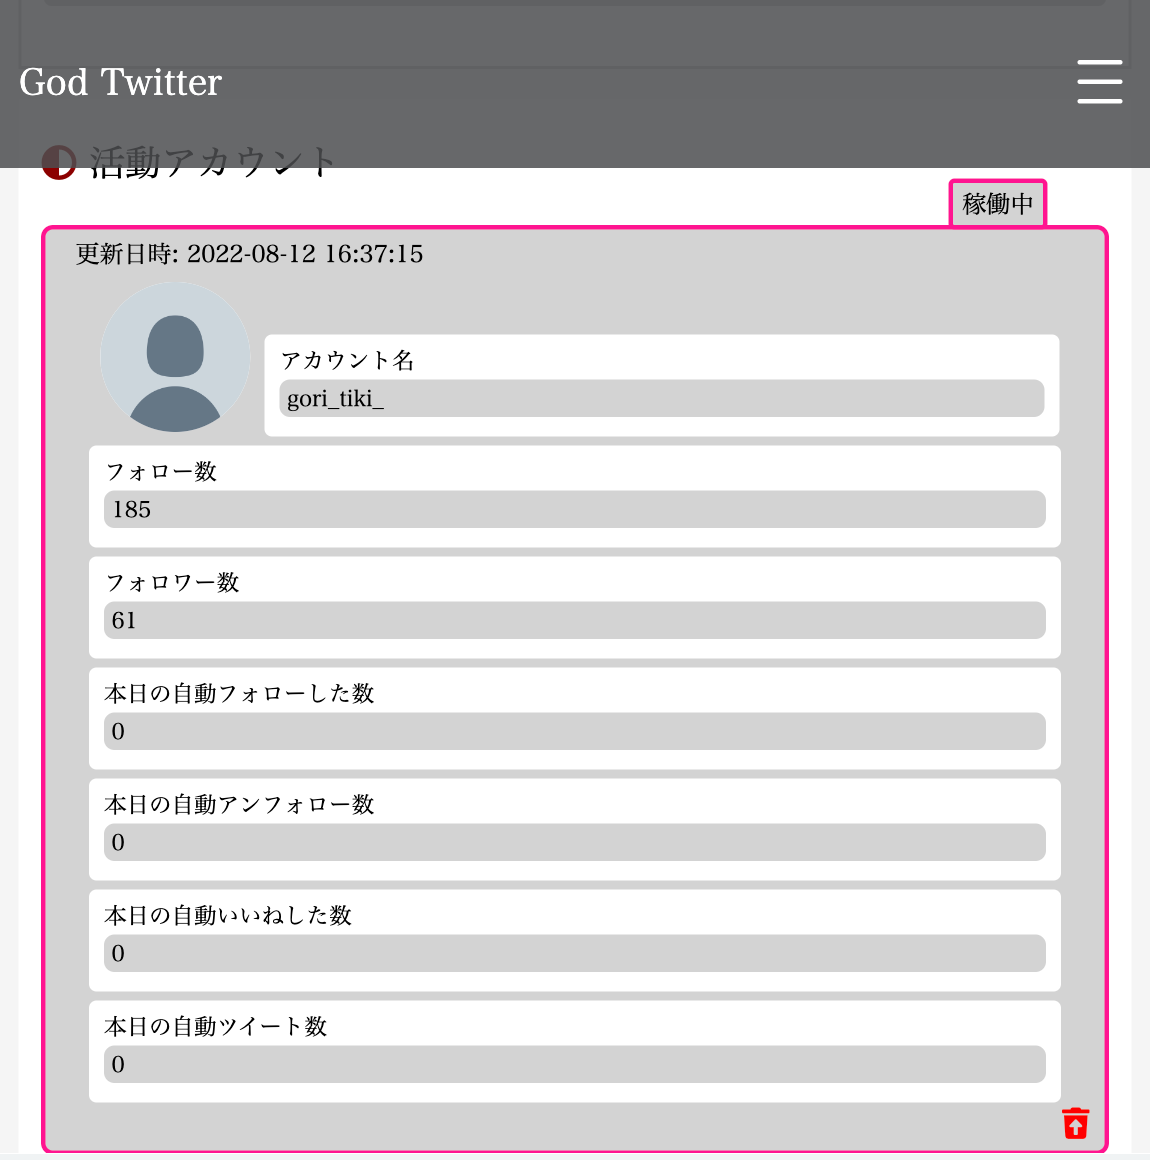 God Twitter
活動アカウント
稼働中
更新日時: 2022-08-12 16:37:15
アカウント名
gori_tiki_
フォロー数
185
フォロワー数
61
本日の自動フォローした数
0
本日の自動アンフォロー数
0
本日の自動いいねした数
0
本日の自動ツイート数
0